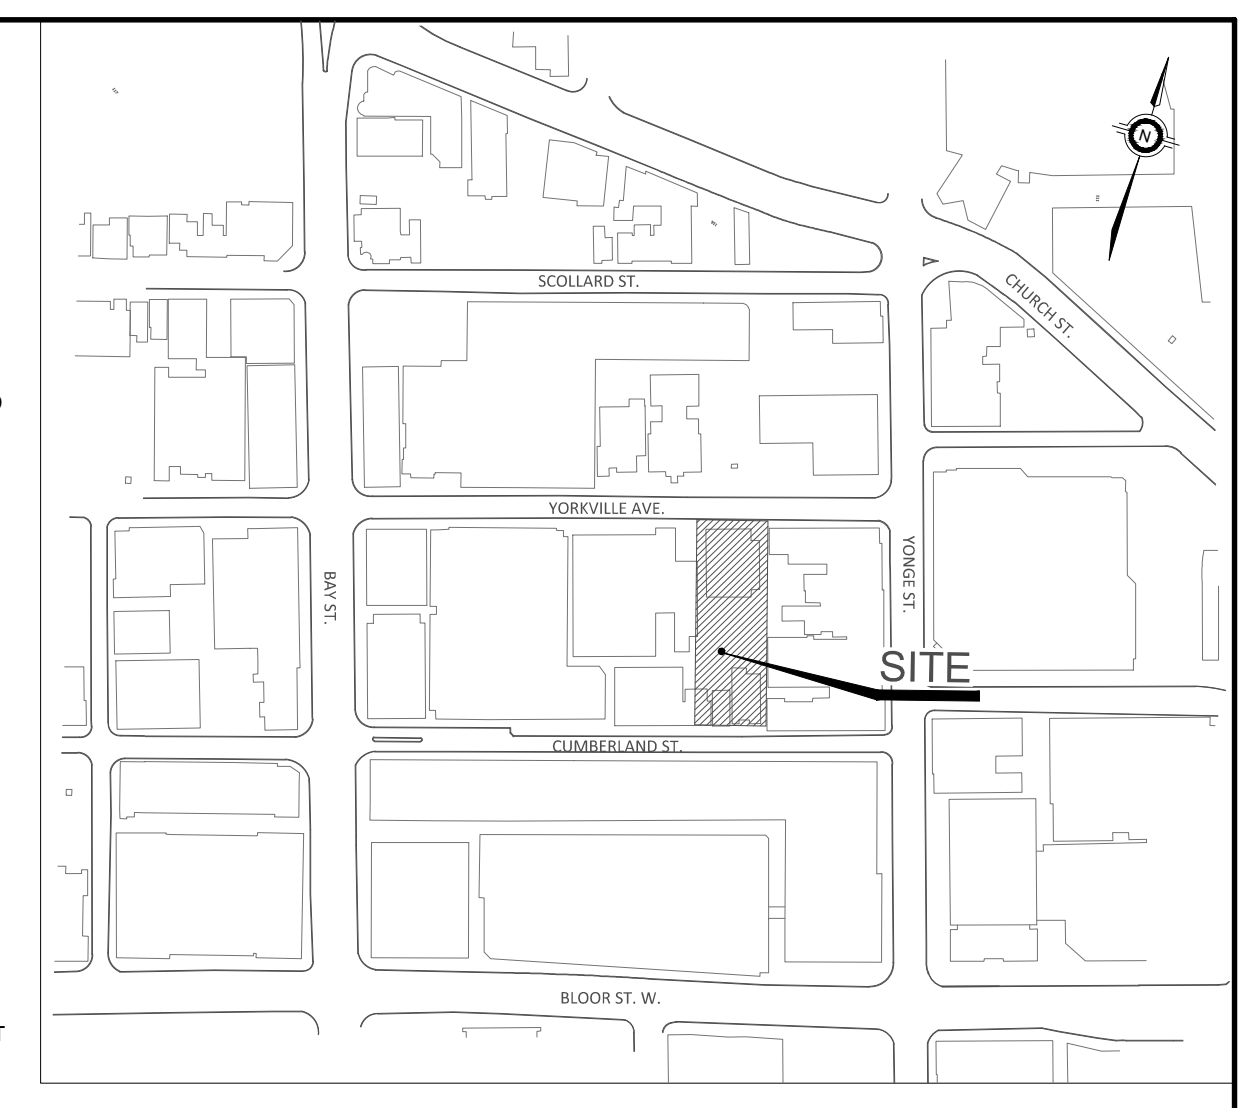 N
SCOLLARD ST.
CHURCH ST.
YORKVILLE AVE.
BAY ST.
YONGE ST.
SITE
CUMBERLAND ST.
BLOOR ST. W.